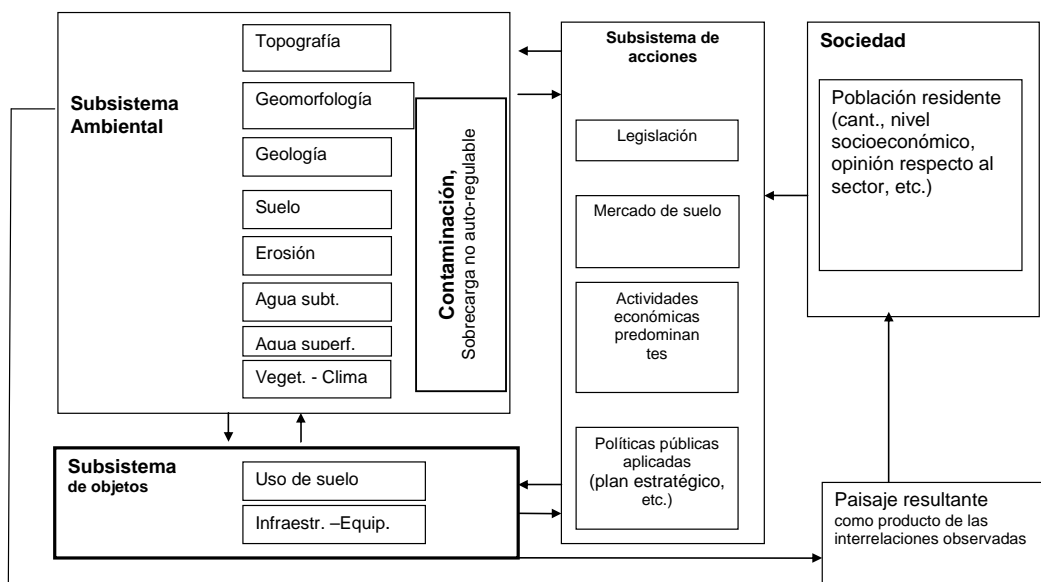 Subsistema
Ambiental
Topografía
Geomorfología
Geología
Suelo
Erosión
Agua subt.
Agua superf.
Veget. - Clima
Contaminación,
Sobrecarga no auto-regulable
Subsistema
de objetos
Uso de suelo
Infraestr. –Equip.
Subsistema de
acciones
Legislación
Mercado de suelo
Actividades
económicas
predominan
tes
Políticas públicas
aplicadas
(plan estratégico,
etc.)
Sociedad
Población residente
(cant., nivel
socioeconómico,
opinión respecto al
sector, etc.)
Paisaje resultante
como producto de las
interrelaciones observadas